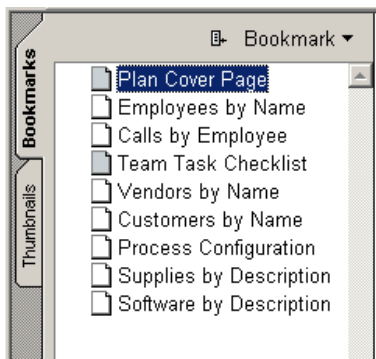 Bookmark
Bookmarks
Thumbnails
Plan Cover Page
Employees by Name
Calls by Employee
Team Task Checklist
Vendors by Name
Customers by Name
Process Configuration
Supplies by Description
Software by Description